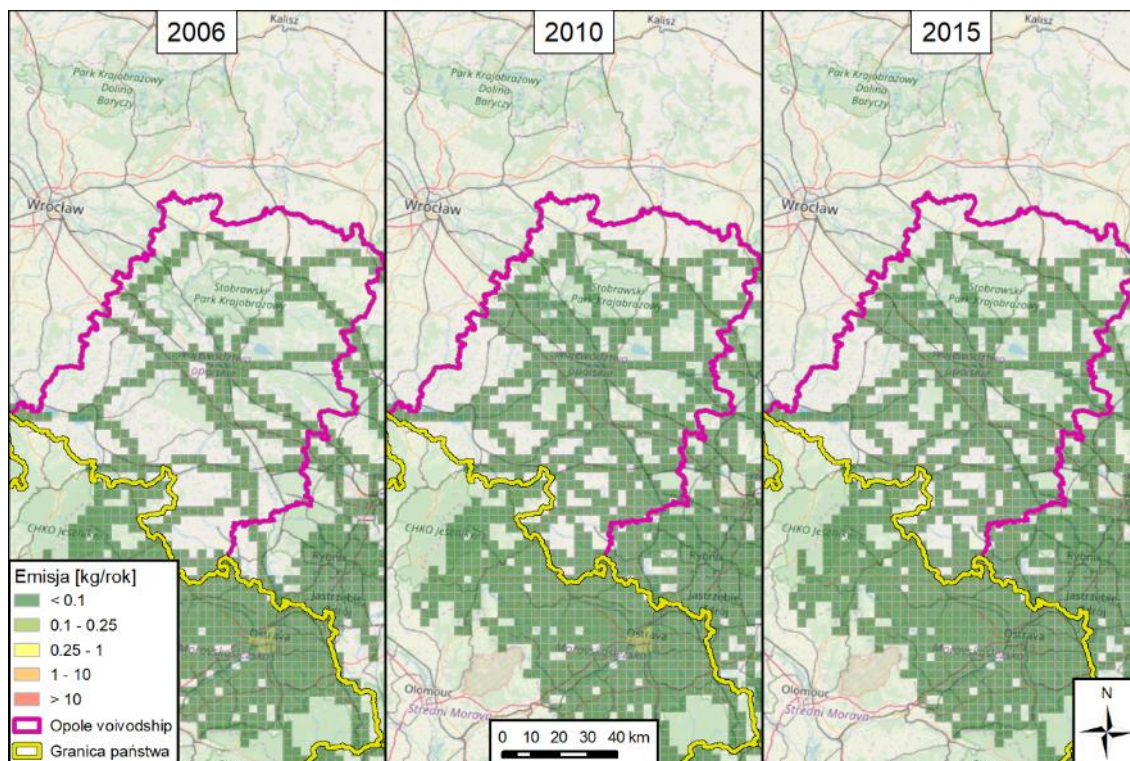 2006
Kalisz
Park Krajobrazowy
Dolina
Baryczy
Wrocław
Stobrawski
Park Krajobrazowy
CHKO Jeseníky
Rybnik
Jastrzębie
Ostrava
Emisja [kg/rok]
< 0.1
0.1 - 0.25
0.25 - 1
1 - 10
> 10
Opole voivodship
Granica państwa
2010
Kalisz
Park Krajobrazowy
Dolina
Baryczy
Wrocław
Stobrawski
Park Krajobrazowy
CHKO Jeseníky
Rybnik
Jastrzębie
Ostrava
Olomouc
Střední Morava
0 10 20 30 40 km
2015
Kalisz
Park Krajobrazowy
Dolina
Baryczy
Wrocław
Stobrawski
Park Krajobrazowy
CHKO Jeseníky
Rybnik
Jastrzębie
Ostrava
Olomouc
Střední Morava
N